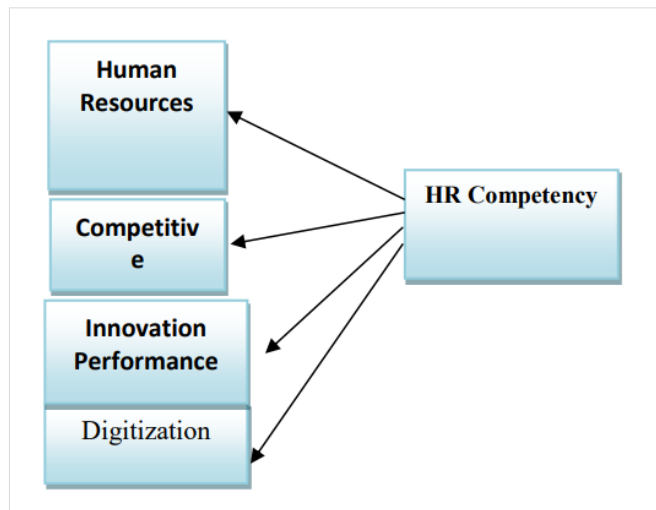 Human
Resources
HR Competency
Competitiv
e
Innovation
Performance
Digitization